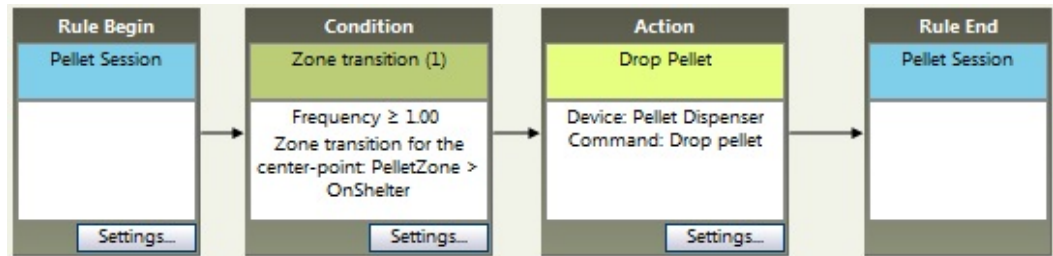 Rule Begin
Pellet Session
Settings...
Condition
Zone transition (1)
Frequency ≥ 1.00
Zone transition for the
center-point: PelletZone >
OnShelter
Settings...
Action
Drop Pellet
Device: Pellet Dispenser
Command: Drop pellet
Settings...
Rule End
Pellet Session